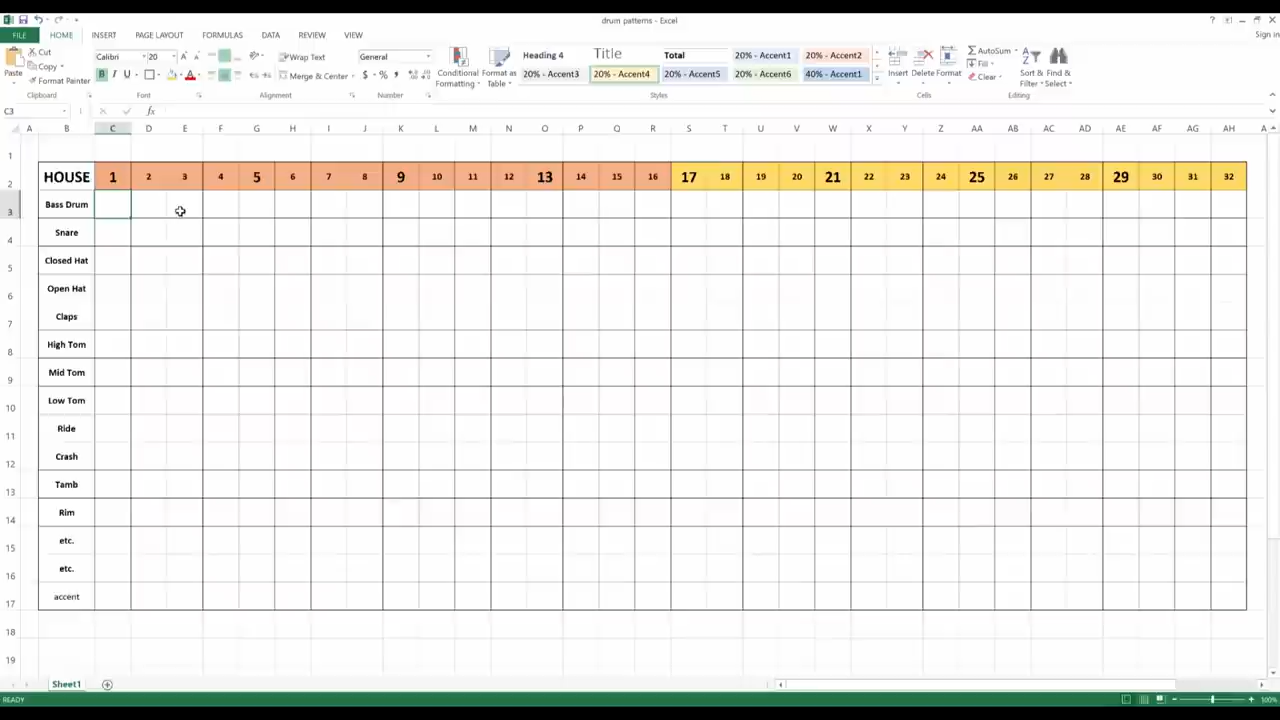 drum patterns - Excel
Sign in
FILE HOME INSERT PAGE LAYOUT FORMULAS DATA REVIEW VIEW
Cut
Copy
Format Painter
Paste
Calibri 20
B I U
Wrap Text
Merge & Center
General
$ % ,
Conditional Formatting
Format as Table
Heading 4 Title Total 20% - Accent1 20% - Accent2
20% - Accent3 20% - Accent4 20% - Accent5 20% - Accent6 40% - Accent1
Insert Delete Format
AutoSum
Fill
Clear
Sort & Filter
Find & Select
Clipboard Font Alignment Number Styles Cells Editing
C3 fx
A B C D E F G H I J K L M N O P Q R S T U V W X Y Z AA AB AC AD AE AF AG AH
1
2 HOUSE 1 2 3 4 5 6 7 8 9 10 11 12 13 14 15 16 17 18 19 20 21 22 23 24 25 26 27 28 29 30 31 32
3 Bass Drum
4 Snare
5 Closed Hat
6 Open Hat
7 Claps
8 High Tom
9 Mid Tom
10 Low Tom
11 Ride
12 Crash
13 Tamb
14 Rim
15 etc.
16 etc.
17 accent
18
19
Sheet1
READY
100%